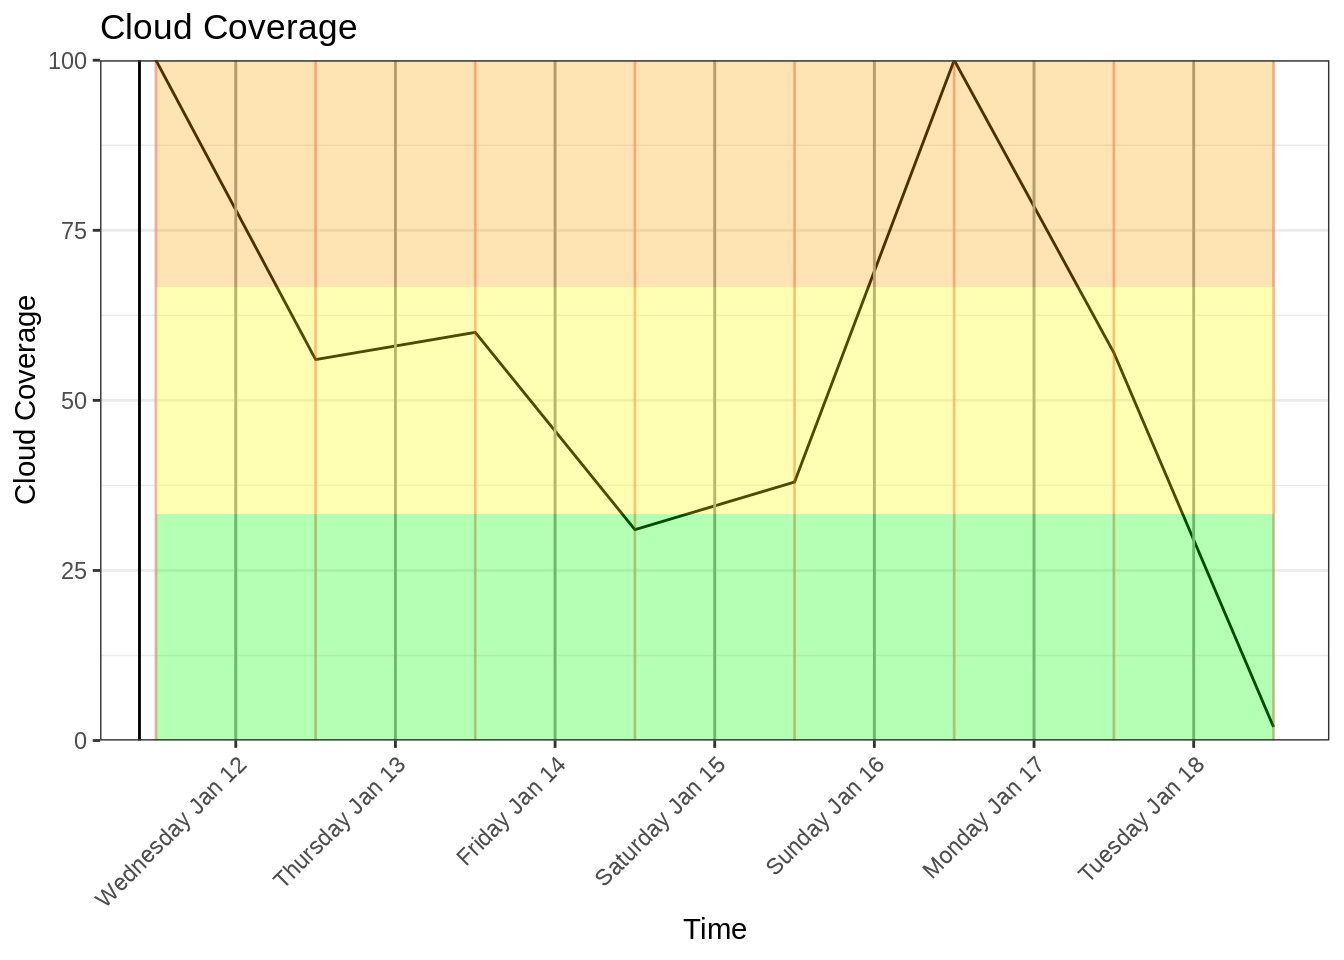 Cloud Coverage
100
75
50
25
0
Cloud Coverage
Wednesday Jan 12
Thursday Jan 13
Friday Jan 14
Saturday Jan 15
Sunday Jan 16
Monday Jan 17
Tuesday Jan 18
Time